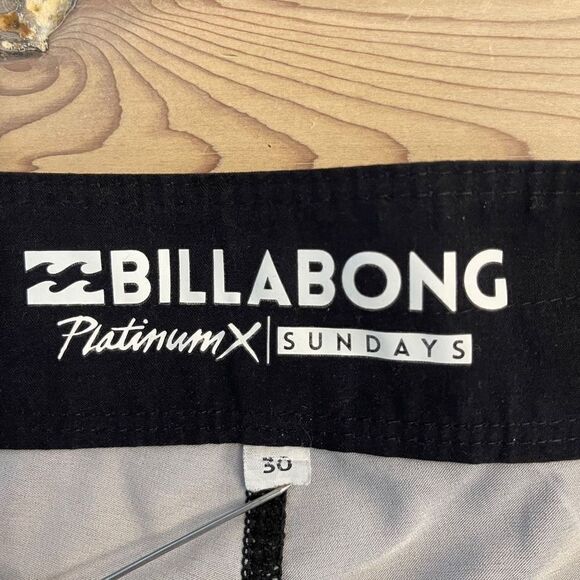 BILLABONG
Platinum X | SUNDAYS
30